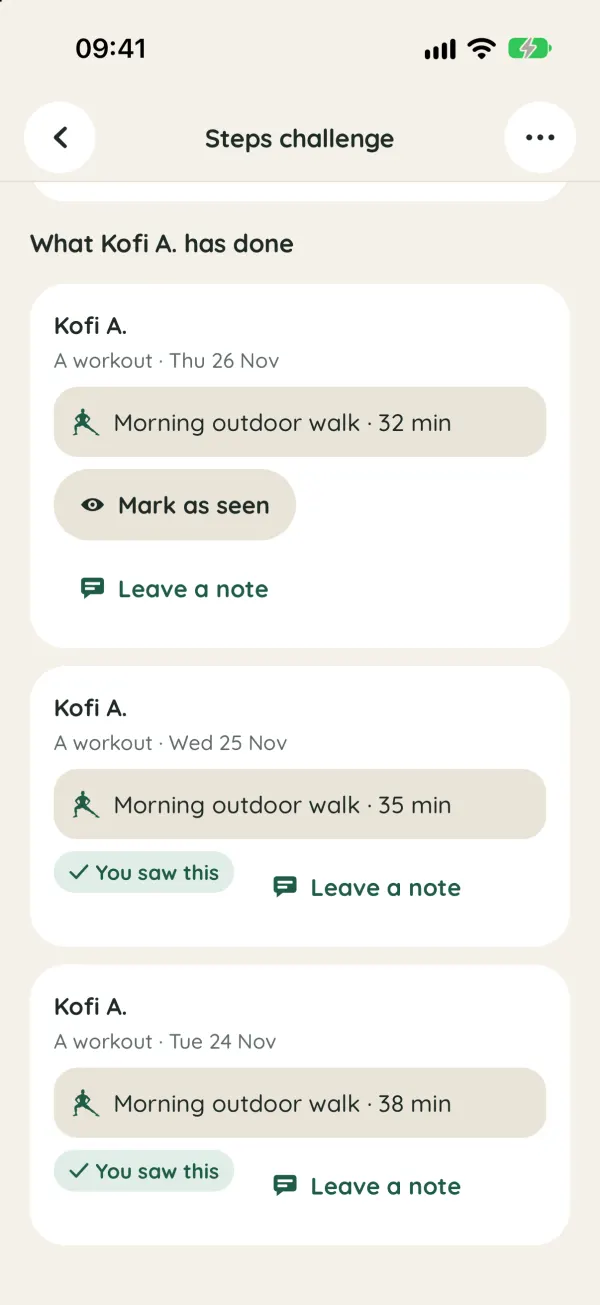 09:41
Steps challenge
What Kofi A. has done
Kofi A.
A workout · Thu 26 Nov
Morning outdoor walk · 32 min
Mark as seen
Leave a note
Kofi A.
A workout · Wed 25 Nov
Morning outdoor walk · 35 min
You saw this
Leave a note
Kofi A.
A workout · Tue 24 Nov
Morning outdoor walk · 38 min
You saw this
Leave a note